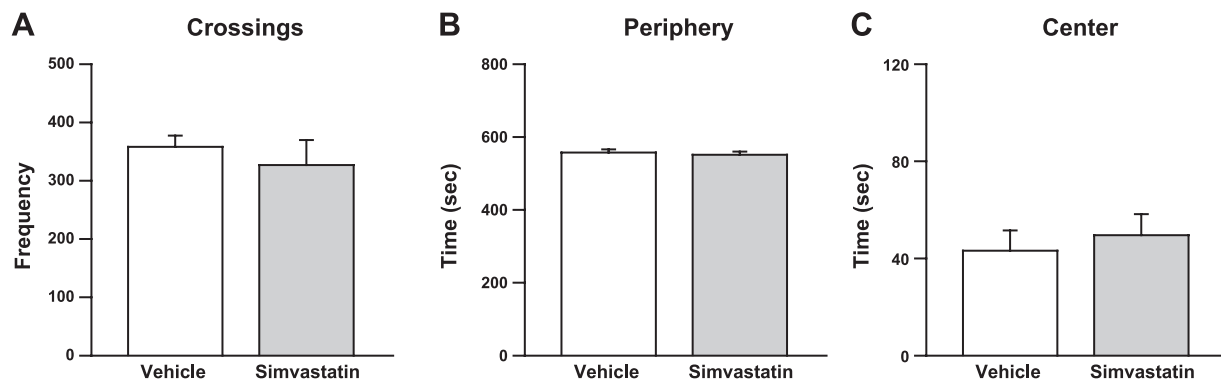 A Crossings
500
400
300
200
100
0
Frequency
Vehicle Simvastatin
B Periphery
800
600
400
200
0
Time (sec)
Vehicle Simvastatin
C Center
120
80
40
0
Time (sec)
Vehicle Simvastatin